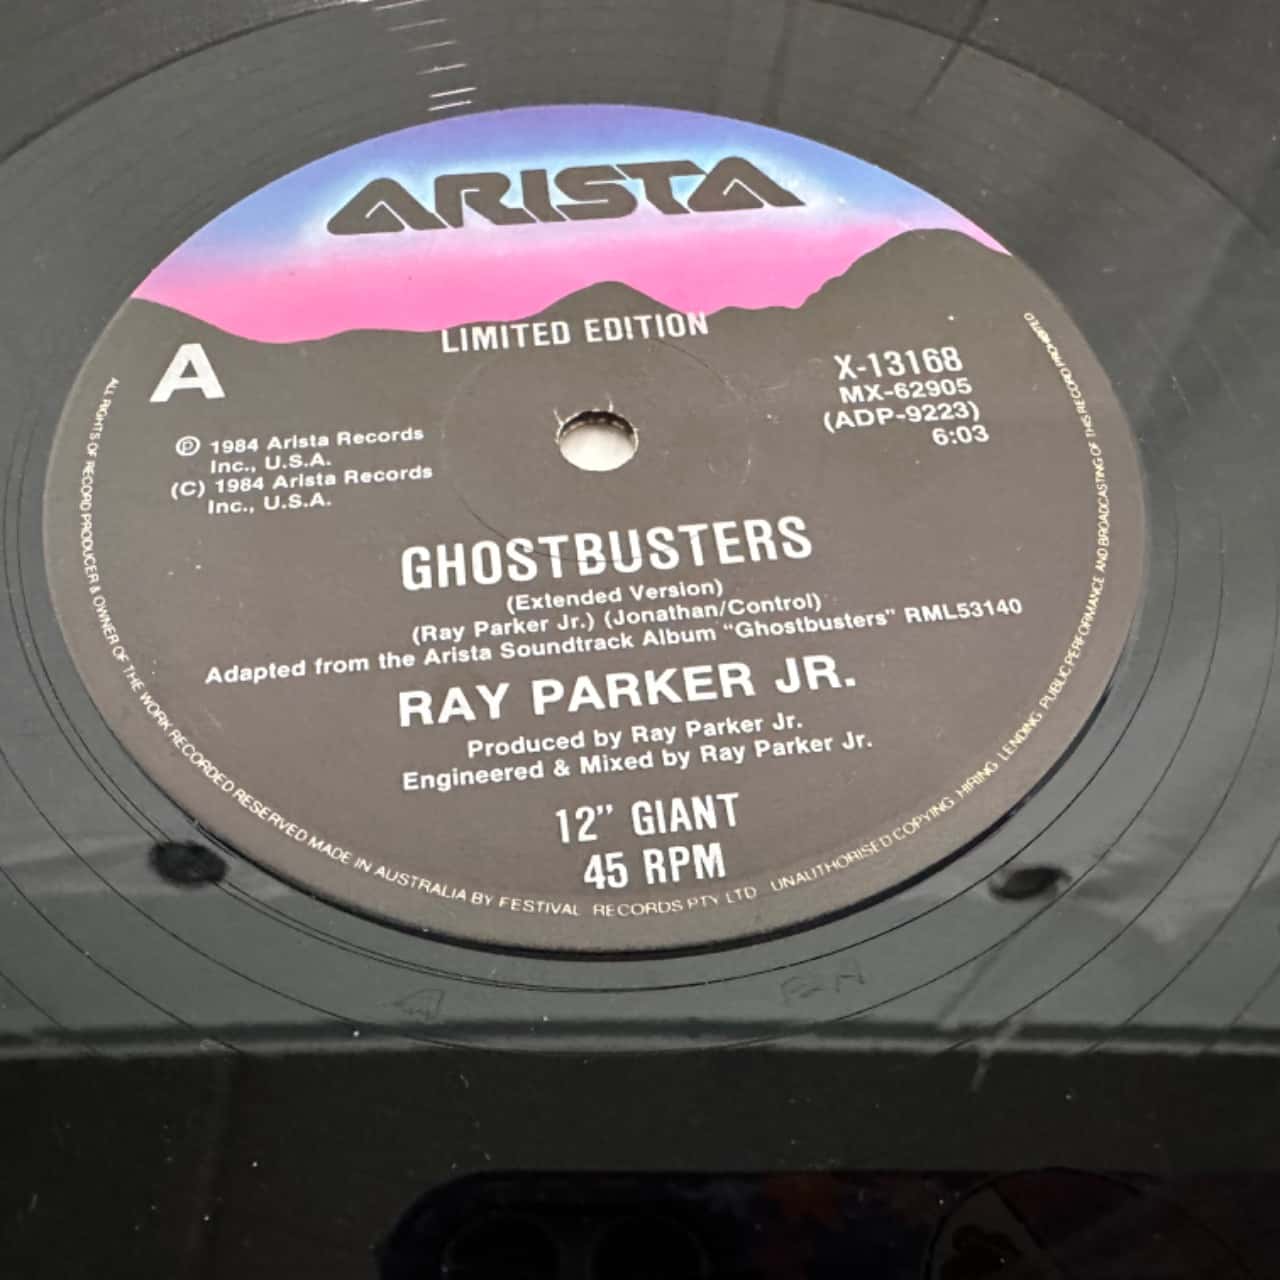 ARISTA
LIMITED EDITION
A
X-13168
MX-62905
(ADP-9223)
6:03
Ⓟ 1984 Arista Records
Inc., U.S.A.
(C) 1984 Arista Records
Inc., U.S.A.
GHOSTBUSTERS
(Extended Version)
(Ray Parker Jr.) (Jonathan/Control)
Adapted from the Arista Soundtrack Album “Ghostbusters” RML53140
RAY PARKER JR.
Produced by Ray Parker Jr.
Engineered & Mixed by Ray Parker Jr.
12” GIANT
45 RPM
ALL RIGHTS OF RECORD PRODUCER & OWNER OF THE WORK RECORDED RESERVED MADE IN AUSTRALIA BY FESTIVAL RECORDS PTY LTD UNAUTHORISED COPYING HIRING LENDING PUBLIC PERFORMANCE AND BROADCASTING OF THIS RECORD PROHIBITED